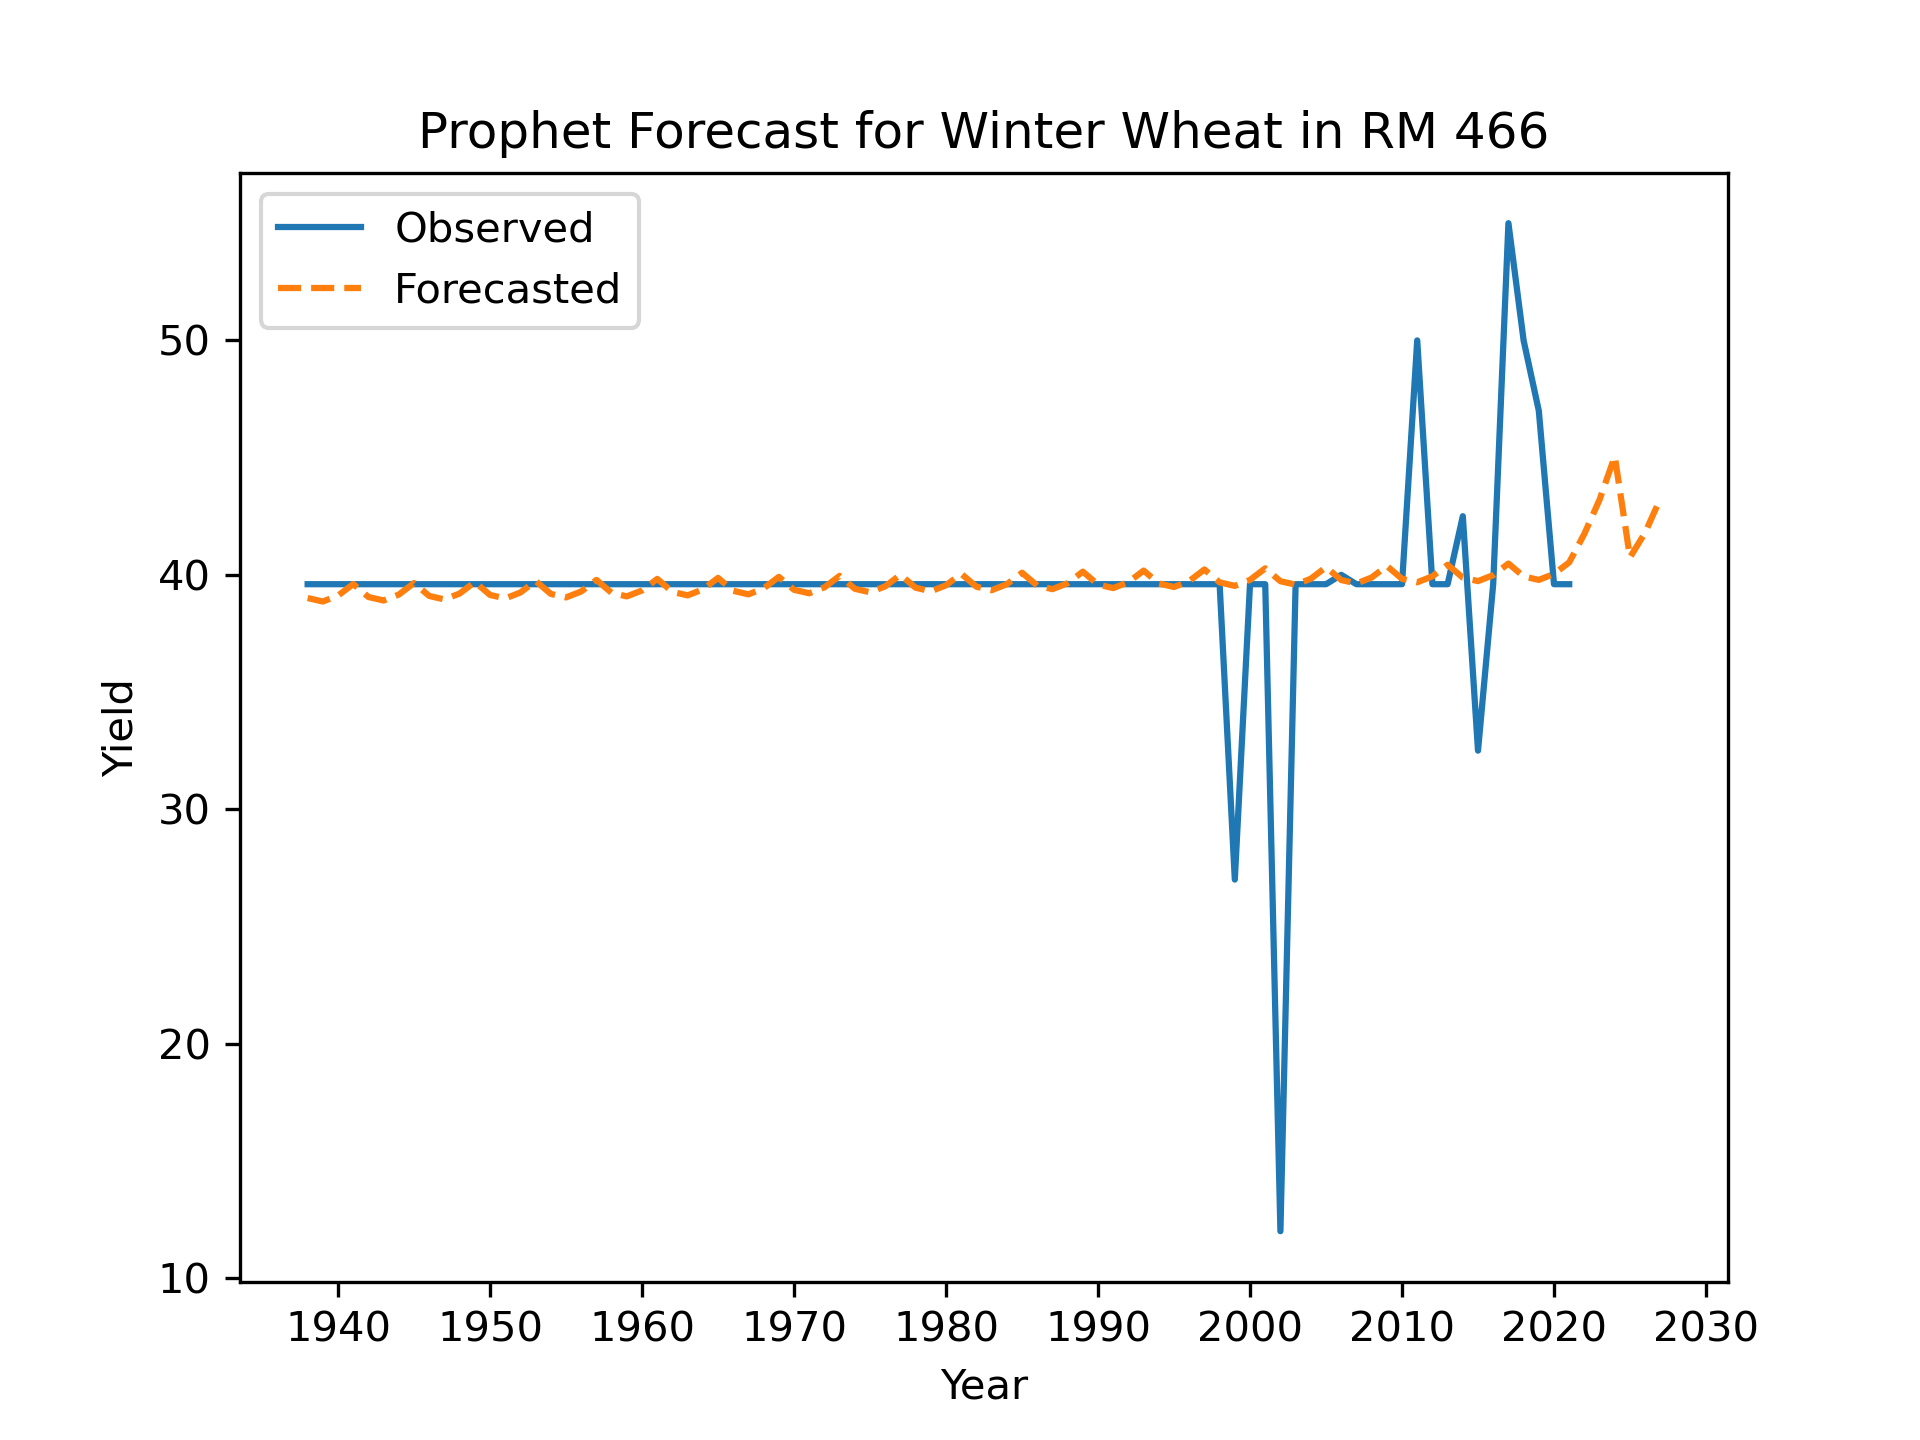 Prophet Forecast for Winter Wheat in RM 466
Observed
Forecasted
50
40
30
20
10
Yield
1940 1950 1960 1970 1980 1990 2000 2010 2020 2030
Year